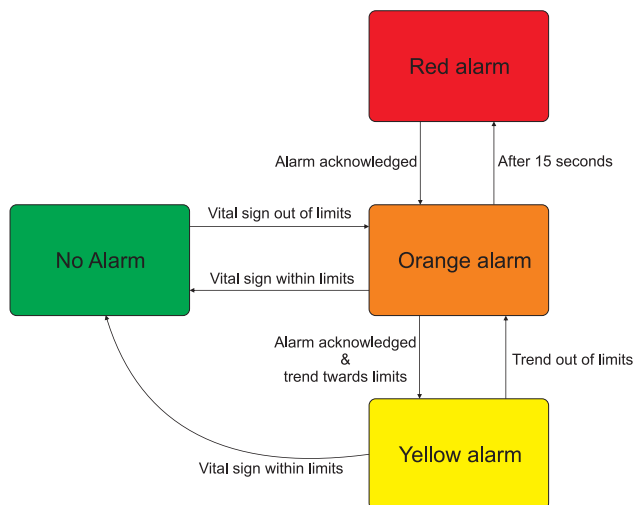 Red alarm
Alarm acknowledged
After 15 seconds
Vital sign out of limits
No Alarm
Orange alarm
Vital sign within limits
Alarm acknowledged
&
trend twards limits
Trend out of limits
Yellow alarm
Vital sign within limits